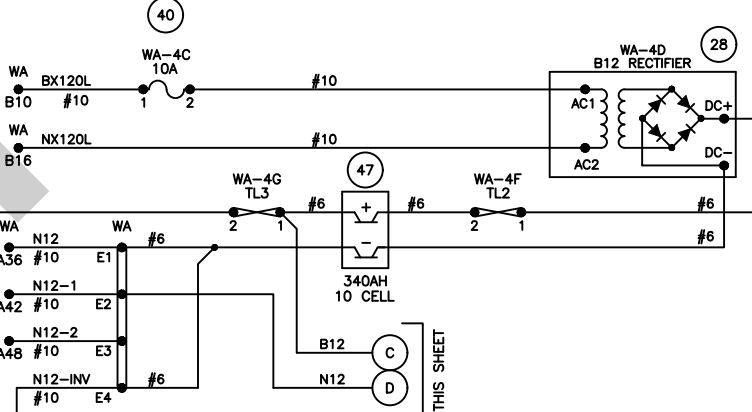 40
28
WA-4C
10A
WA-4D
B12 RECTIFIER
WA
BX120L
#10
B10
#10
1
2
AC1
DC+
WA
NX120L
#10
B16
AC2
DC-
47
WA-4G
TL3
WA-4F
TL2
#6
+
#6
#6
2
1
2
1
WA
WA
N12
#6
-
#6
A36
#10
E1
340AH
10 CELL
N12-1
A42
#10
E2
N12-2
A48
#10
E3
B12
C
N12-INV
#6
N12
D
#10
E4
THIS SHEET